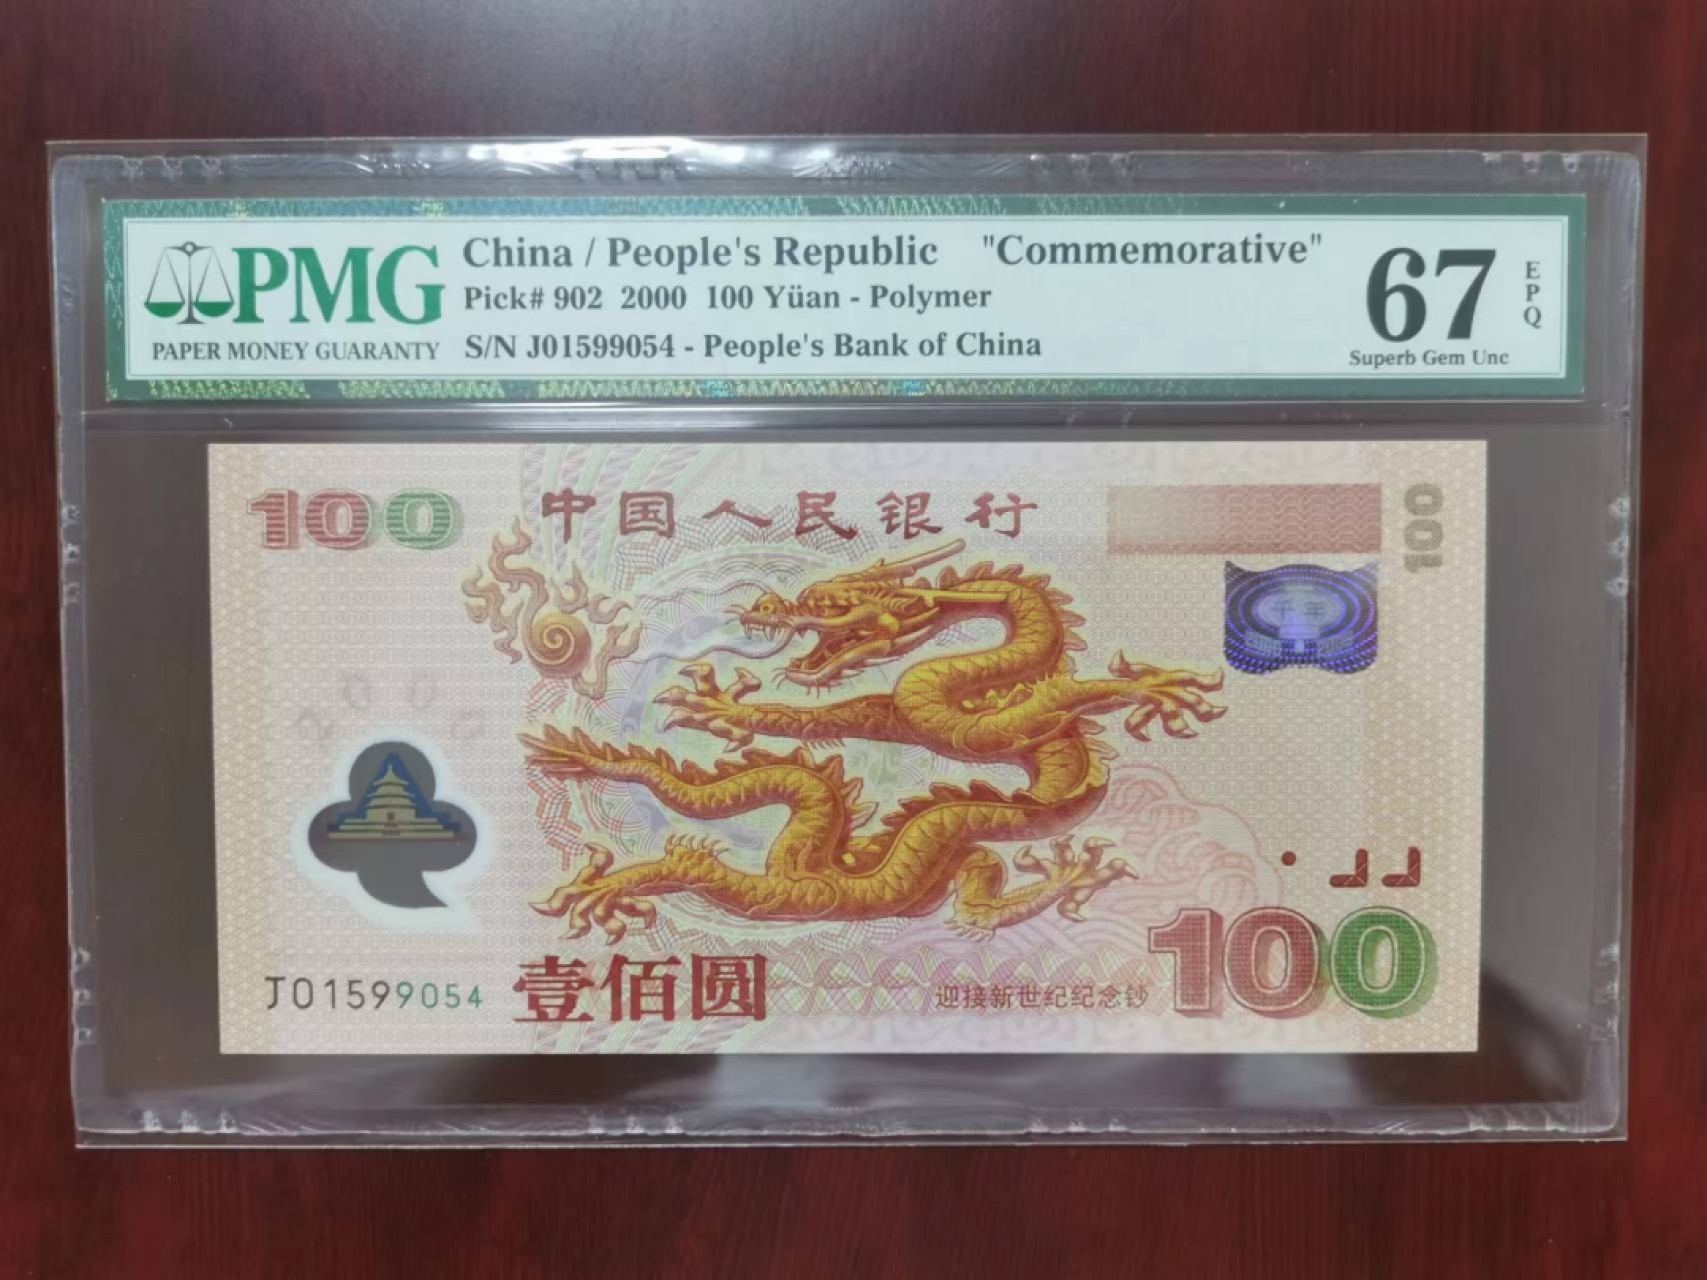 PMG
PAPER MONEY GUARANTY
China / People's Republic "Commemorative"
Pick# 902 2000 100 Yüan - Polymer
S/N J01599054 - People's Bank of China
67
EPQ
Superb Gem Unc
100
中国人民银行
100
千年
2000
J01599054
壹佰圆
迎接新世纪纪念钞
100